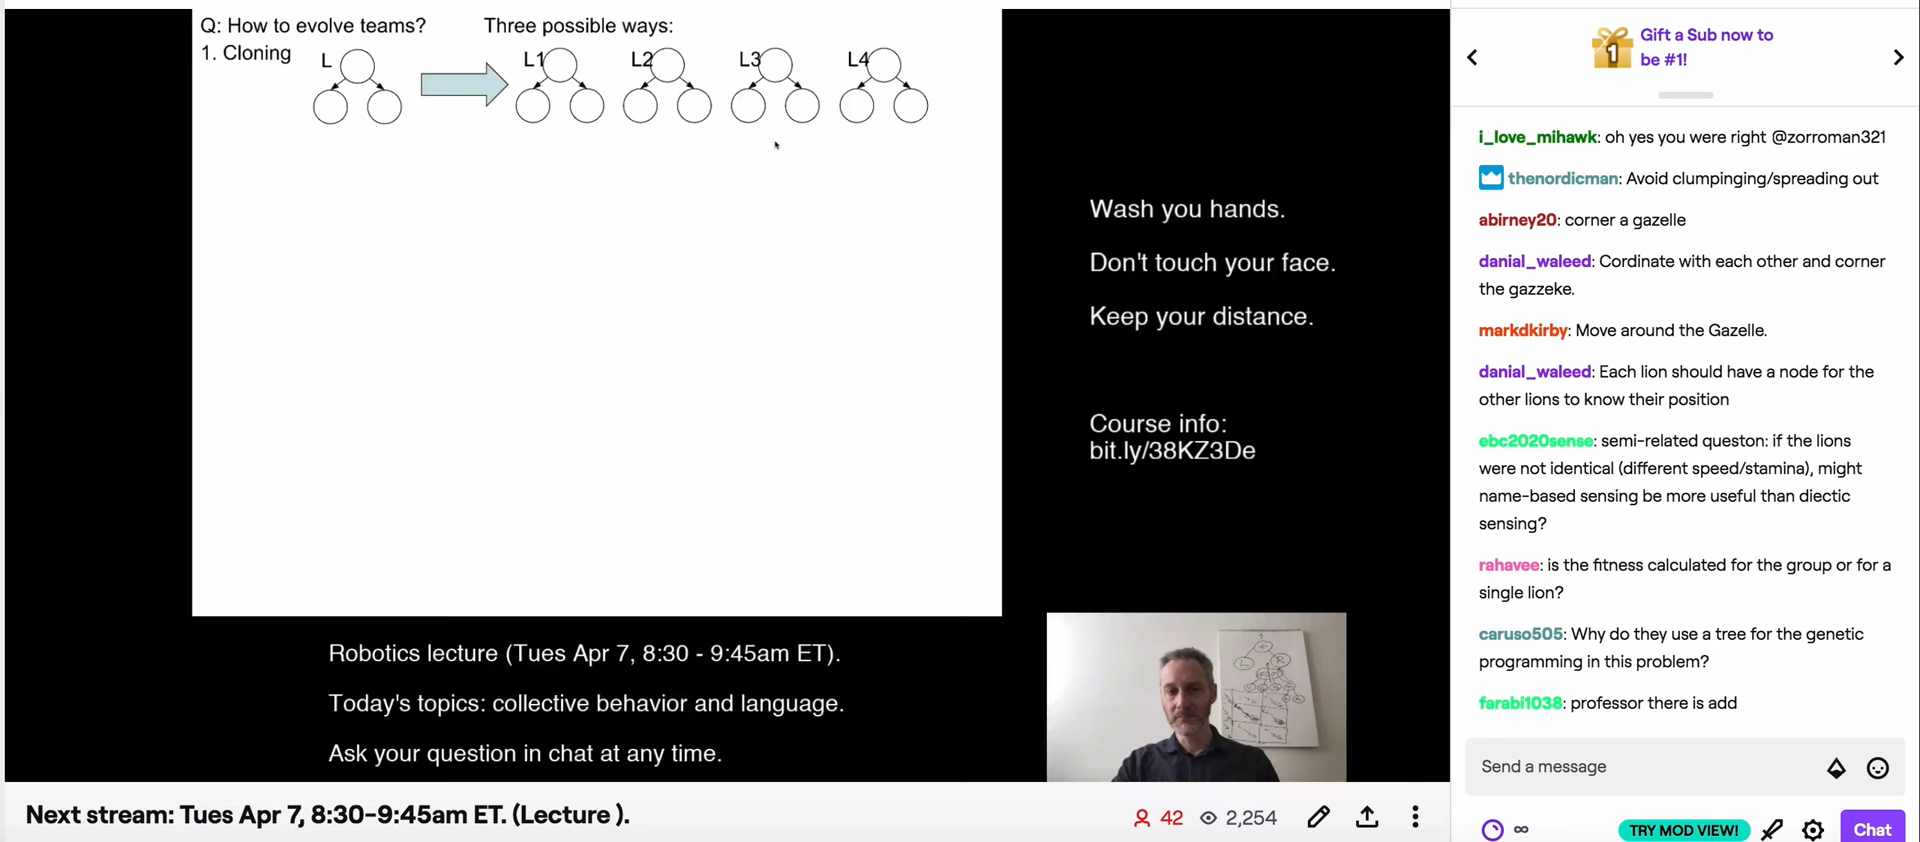 Q: How to evolve teams?
Three possible ways:
1. Cloning
L
L1
L2
L3
L4
Wash you hands.
Don't touch your face.
Keep your distance.
Course info:
bit.ly/38KZ3De
Robotics lecture (Tues Apr 7, 8:30 - 9:45am ET).
Today's topics: collective behavior and language.
Ask your question in chat at any time.
Next stream: Tues Apr 7, 8:30-9:45am ET. (Lecture ).
42
2,254
1
Gift a Sub now to
be #1!
i_love_mihawk: oh yes you were right @zorroman321
thenordicman: Avoid clumpinging/spreading out
abirney20: corner a gazelle
danial_waleed: Cordinate with each other and corner
the gazzeke.
markdkirby: Move around the Gazelle.
danial_waleed: Each lion should have a node for the
other lions to know their position
ebc2020sense: semi-related queston: if the lions
were not identical (different speed/stamina), might
name-based sensing be more useful than diectic
sensing?
rahavee: is the fitness calculated for the group or for a
single lion?
caruso505: Why do they use a tree for the genetic
programming in this problem?
farabi1038: professor there is add
Send a message
∞
TRY MOD VIEW!
Chat